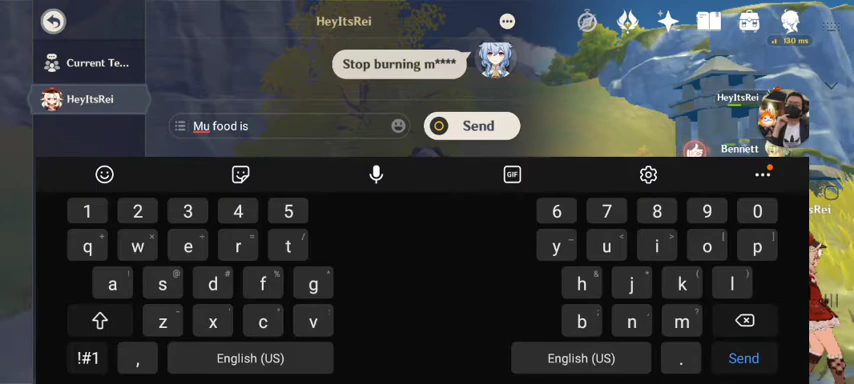 HeyItsRei
130 ms
Current Te...
Stop burning m****
HeyItsRei
HeyItsRei
Mu food is
Send
Bennett
GIF
1 2 3 4 5 6 7 8 9 0
q w e r t y u i o p
a s d f g h j k l
z x c v b n m
!#1 , English (US) English (US) . Send